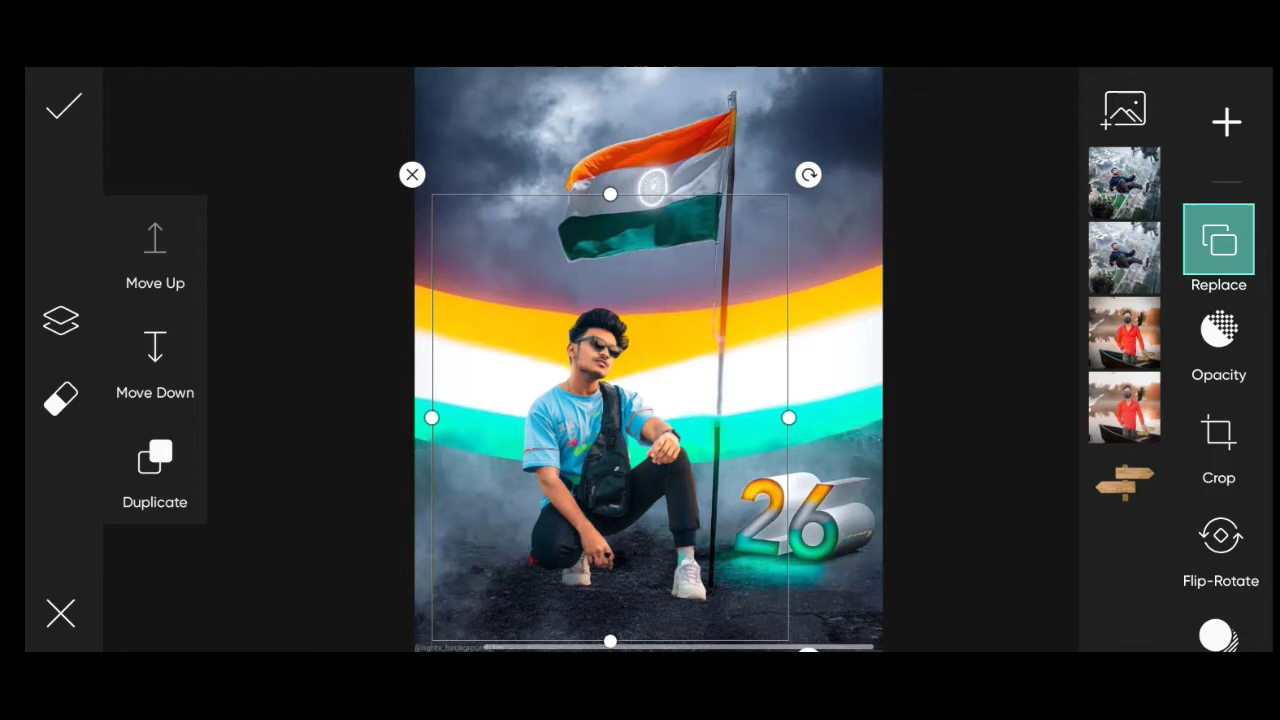 Move Up
Move Down
Duplicate
26
Replace
Opacity
Crop
Flip-Rotate